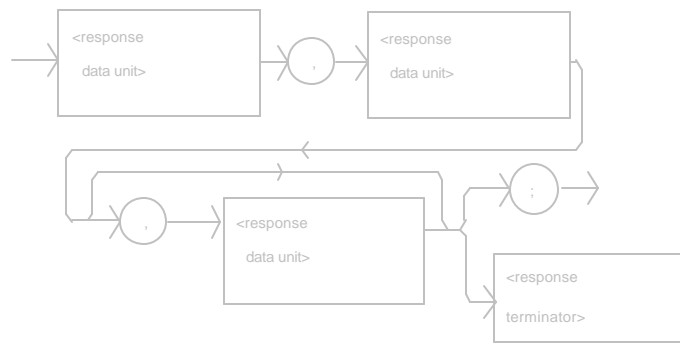 <response
data unit>
,
<response
data unit>
,
<response
data unit>
;
<response
terminator>